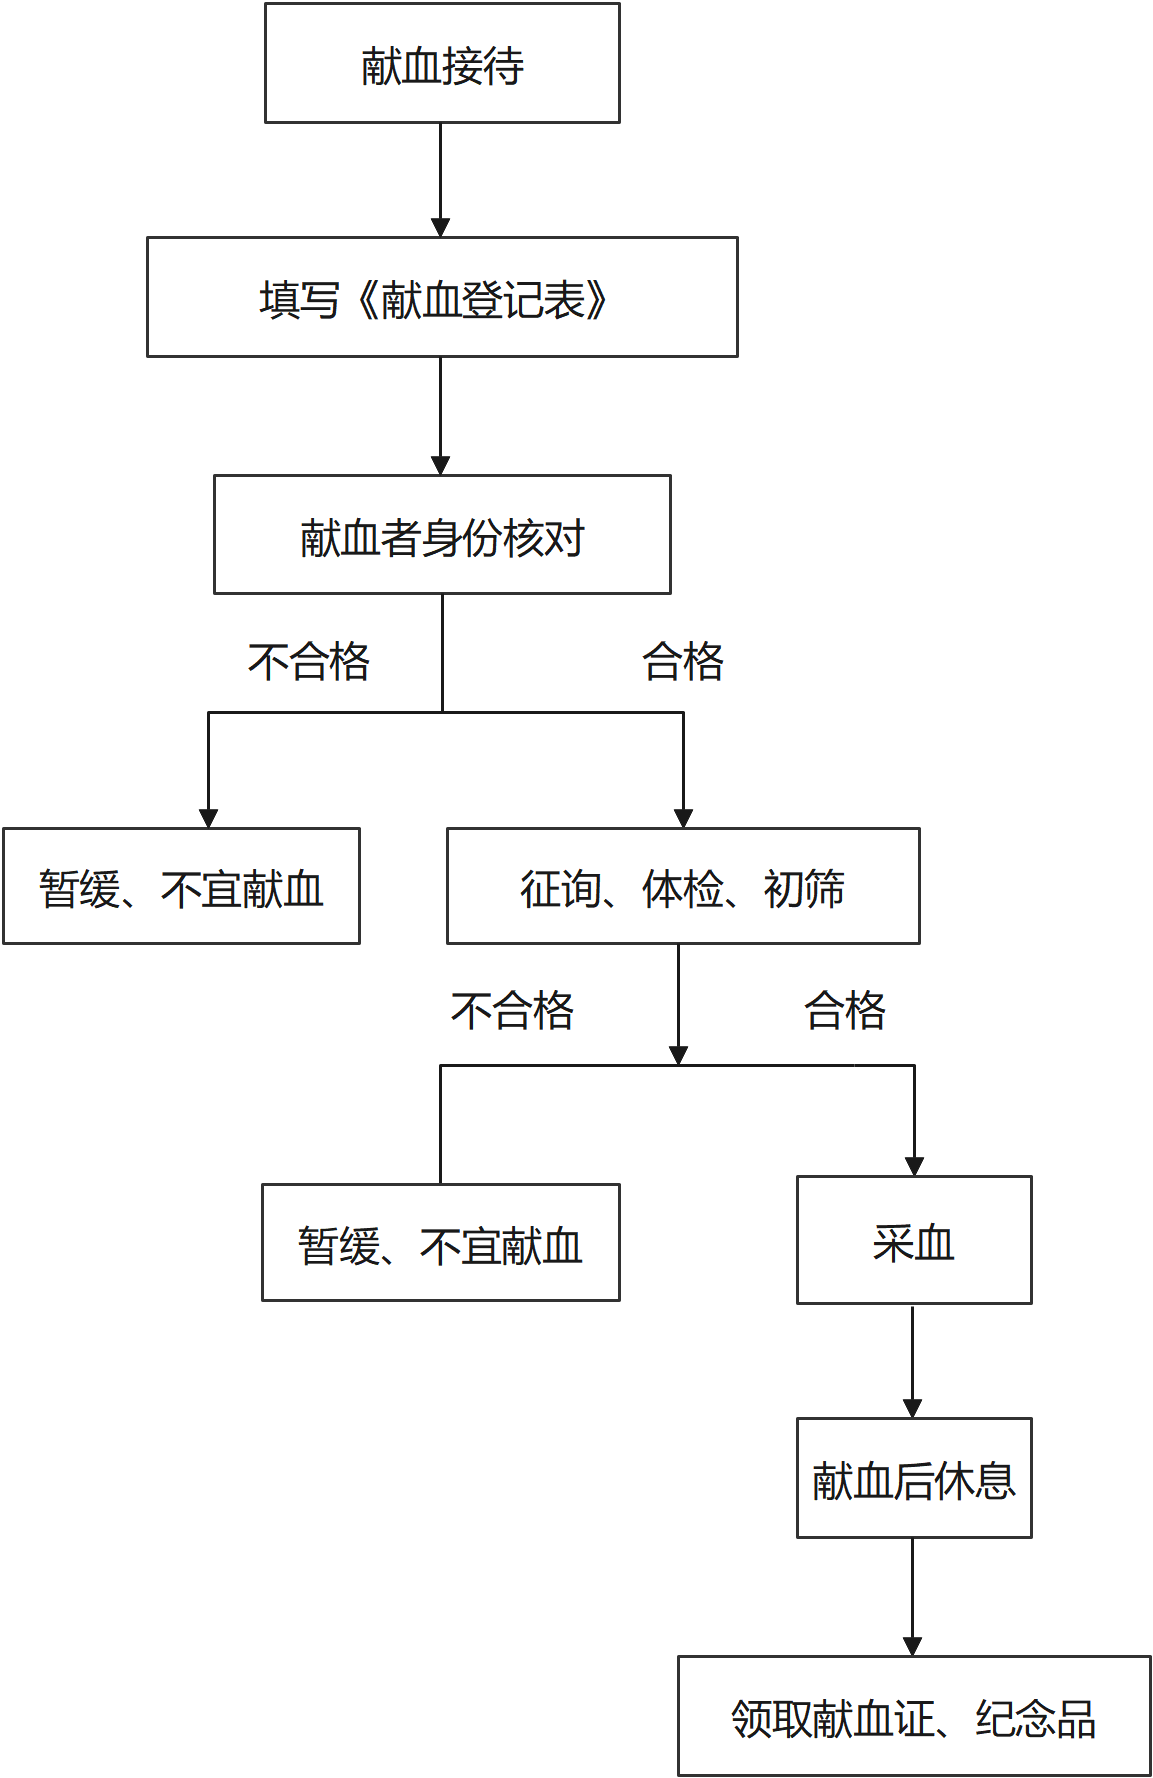 献血接待
填写《献血登记表》
献血者身份核对
不合格
合格
暂缓、不宜献血
征询、体检、初筛
不合格
合格
暂缓、不宜献血
采血
献血后休息
领取献血证、纪念品